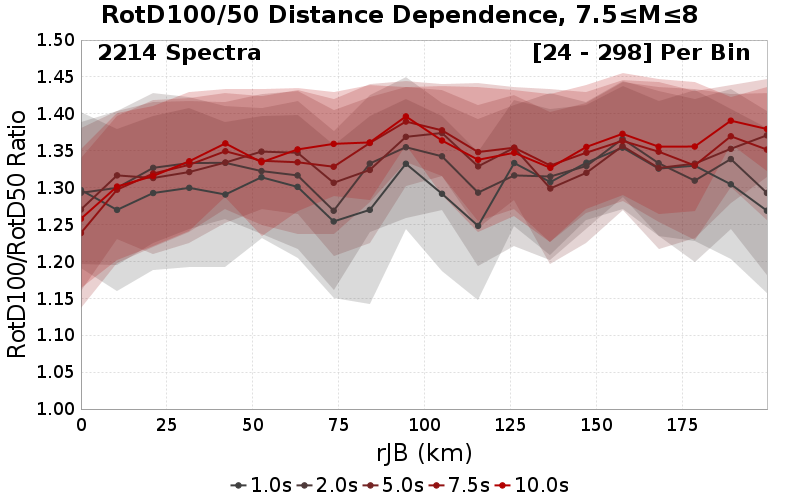 RotD100/50 Distance Dependence, 7.5≤M≤8
2214 Spectra
[24 - 298] Per Bin
RotD100/RotD50 Ratio
1.50
1.45
1.40
1.35
1.30
1.25
1.20
1.15
1.10
1.05
1.00
0 25 50 75 100 125 150 175
rJB (km)
1.0s 2.0s 5.0s 7.5s 10.0s